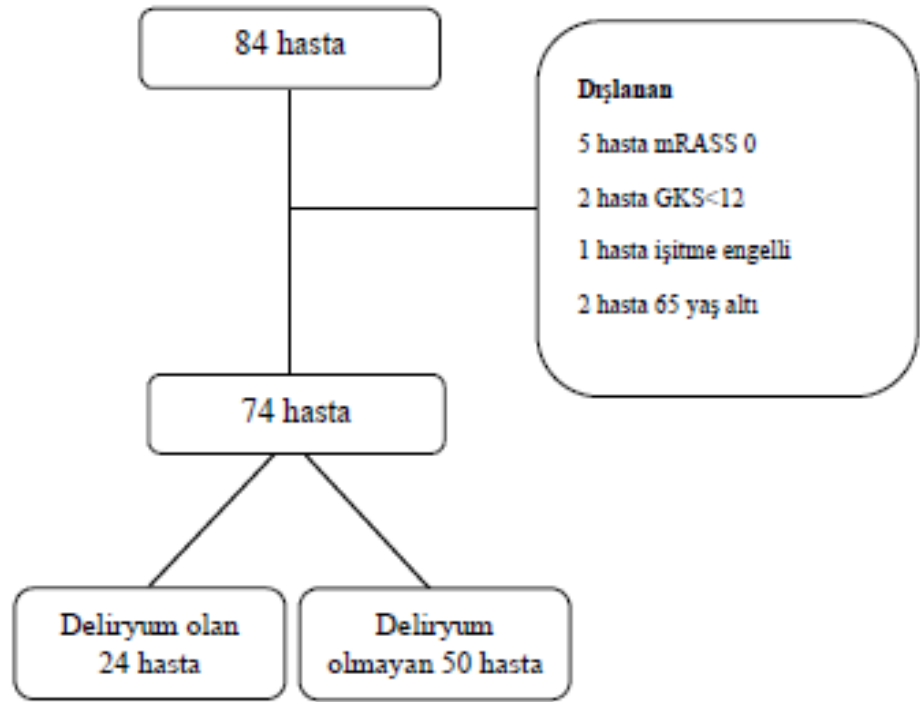 84 hasta
Dışlanan
5 hasta mRASS 0
2 hasta GKS<12
1 hasta işitme engelli
2 hasta 65 yaş altı
74 hasta
Deliryum olan
24 hasta
Deliryum
olmayan 50 hasta